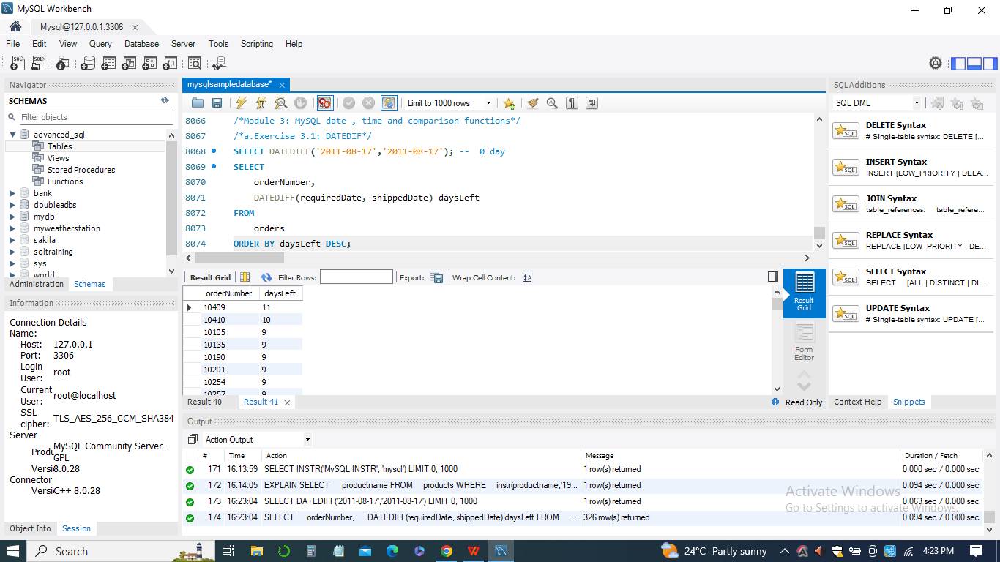 MySQL Workbench
Mysql@127.0.0.1:3306
File Edit View Query Database Server Tools Scripting Help
Navigator
SCHEMAS
Filter objects
advanced_sql
Tables
Views
Stored Procedures
Functions
bank
doubleadbs
mydb
myweatherstation
sakila
sqltraining
sys
world
Administration Schemas
Information
Connection Details
Name:
Host: 127.0.0.1
Port: 3306
Login User: root
Current User: root@localhost
SSL cipher: TLS_AES_256_GCM_SHA384
Server
MySQL Community Server - GPL
8.0.28
Connector
C++ 8.0.28
Object Info Session
mysqlsampledatabase*
Limit to 1000 rows
8066 /*Module 3: MySQL date , time and comparison functions*/
8067 /*a.Exercise 3.1: DATEDIF*/
8068 SELECT DATEDIFF('2011-08-17','2011-08-17'); --  0 day
8069 SELECT
8070 orderNumber,
8071 DATEDIFF(requiredDate, shippedDate) daysLeft
8072 FROM
8073 orders
8074 ORDER BY daysLeft DESC;
Result Grid Filter Rows: Export: Wrap Cell Content:
orderNumber daysLeft
10409 11
10410 10
10105 9
10135 9
10190 9
10201 9
10254 9
10257 9
Result Grid
Form Editor
Result 40 Result 41 Read Only
Output
Action Output
# Time Action Message Duration / Fetch
171 16:13:59 SELECT INSTR('MySQL INSTR', 'mysql') LIMIT 0, 1000 1 row(s) returned 0.000 sec / 0.000 sec
172 16:14:05 EXPLAIN SELECT productname FROM products WHERE instr(productname,'19... 1 row(s) returned 0.094 sec / 0.000 sec
173 16:23:04 SELECT DATEDIFF('2011-08-17','2011-08-17') LIMIT 0, 1000 1 row(s) returned 0.063 sec / 0.000 sec
174 16:23:04 SELECT orderNumber, DATEDIFF(requiredDate, shippedDate) daysLeft FROM ... 326 row(s) returned 0.094 sec / 0.000 sec
SQLAdditions
SQL DML
DELETE Syntax
# Single-table syntax: DELETE [...
INSERT Syntax
INSERT [LOW_PRIORITY | DELA...
JOIN Syntax
table_references: table_refere...
REPLACE Syntax
REPLACE [LOW_PRIORITY | DE...
SELECT Syntax
SELECT [ALL | DISTINCT | DI...
UPDATE Syntax
# Single-table syntax: UPDATE [...
Context Help Snippets
Activate Windows
Go to Settings to activate Windows.
Search
24°C Partly sunny
4:23 PM